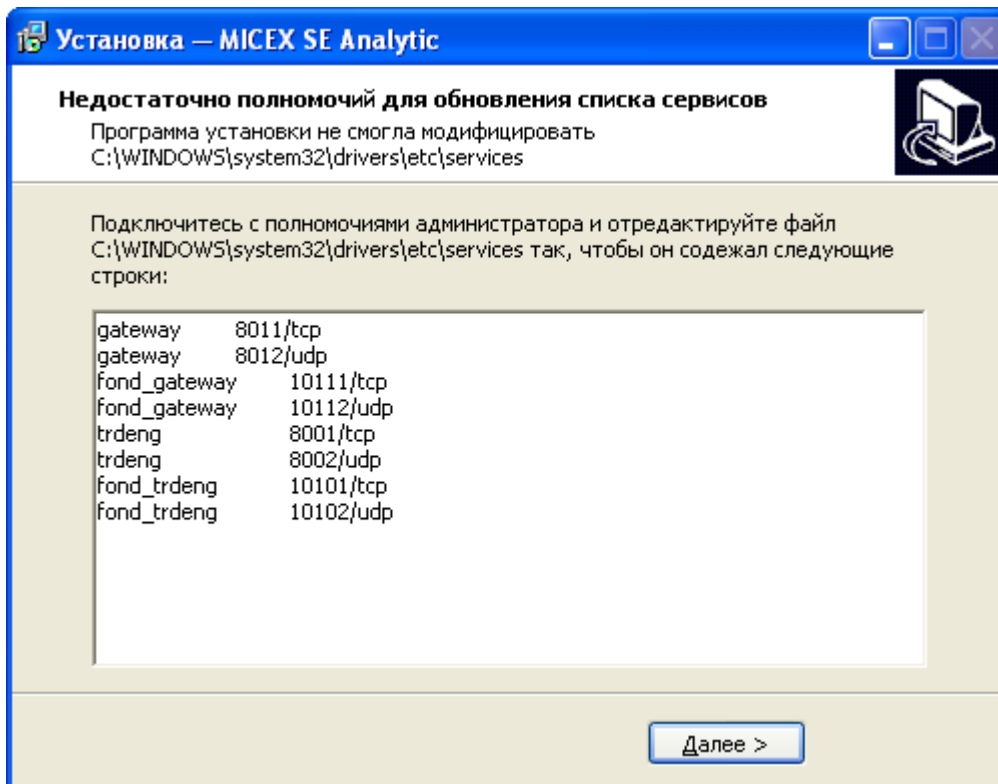 Установка — MICEX SE Analytic
Недостаточно полномочий для обновления списка сервисов
Программа установки не смогла модифицировать
C:\WINDOWS\system32\drivers\etc\services
Подключитесь с полномочиями администратора и отредактируйте файл
C:\WINDOWS\system32\drivers\etc\services так, чтобы он содежал следующие
строки:
gateway 8011/tcp
gateway 8012/udp
fond_gateway 10111/tcp
fond_gateway 10112/udp
trdeng 8001/tcp
trdeng 8002/udp
fond_trdeng 10101/tcp
fond_trdeng 10102/udp
Далее >